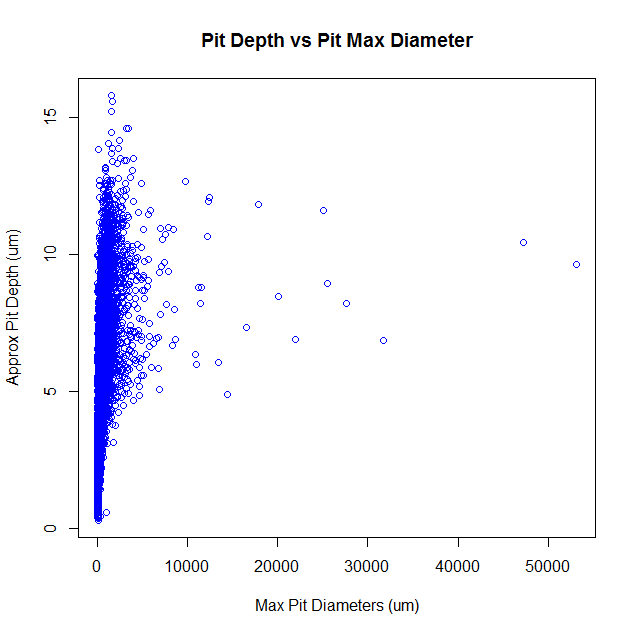 Pit Depth vs Pit Max Diameter
15
10
5
0
Approx Pit Depth (um)
0 10000 20000 30000 40000 50000
Max Pit Diameters (um)